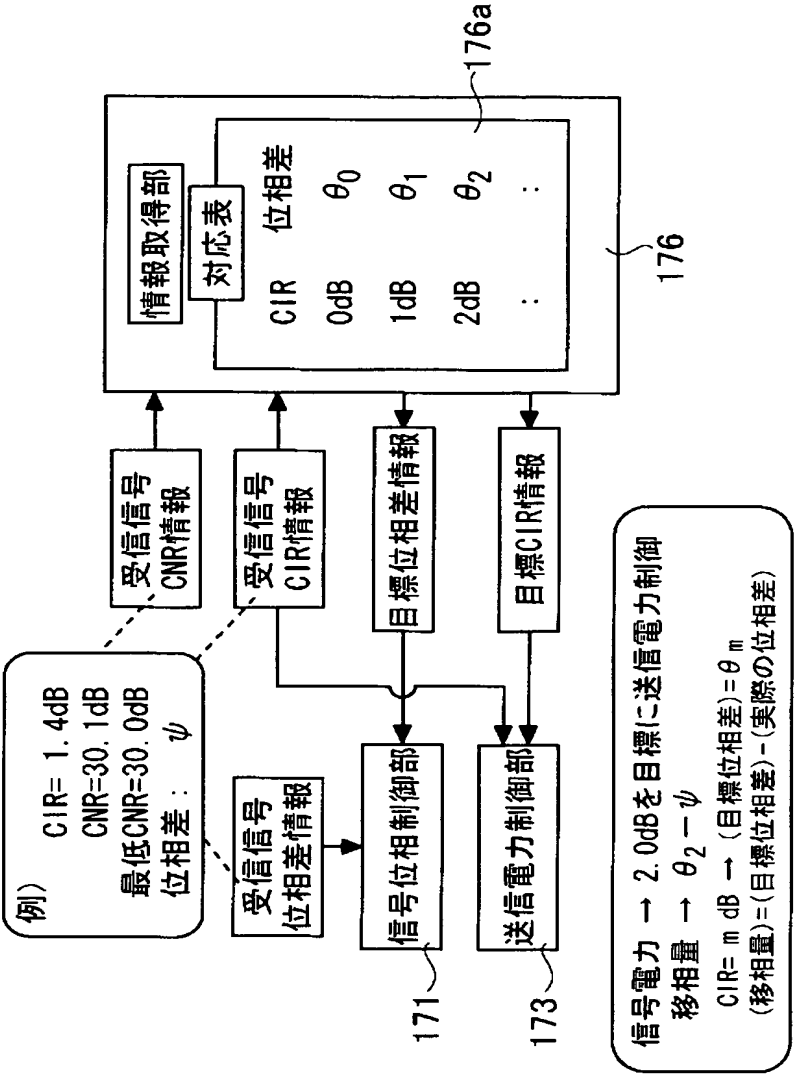 例)
CIR= 1.4dB
CNR=30.1dB
最低CNR=30.0dB
位相差: ψ
受信信号
位相差情報
受信信号
CNR情報
受信信号
CIR情報
目標位相差情報
目標CIR情報
信号位相制御部
171
送信電力制御部
173
情報取得部
対応表
CIR 位相差
0dB θ0
1dB θ1
2dB θ2
: :
176a
176
信号電力 → 2.0dBを目標に送信電力制御
移相量 → θ2-ψ
CIR= m dB → (目標位相差)=θm
(移相量)=(目標位相差)-(実際の位相差)